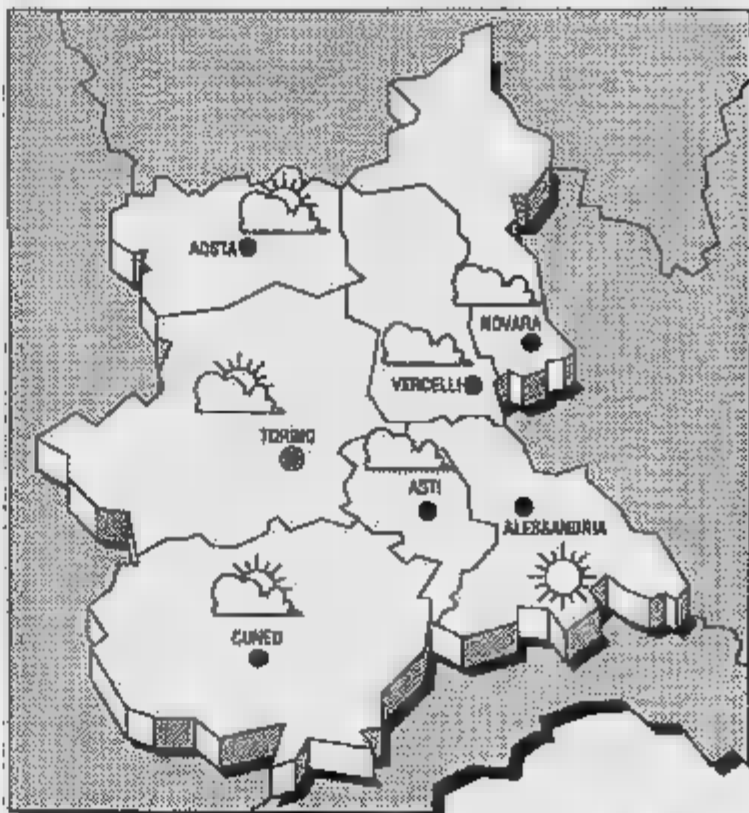 AOSTA
NOVARA
VERCELLI
TORINO
ASTI
ALESSANDRIA
CUNEO